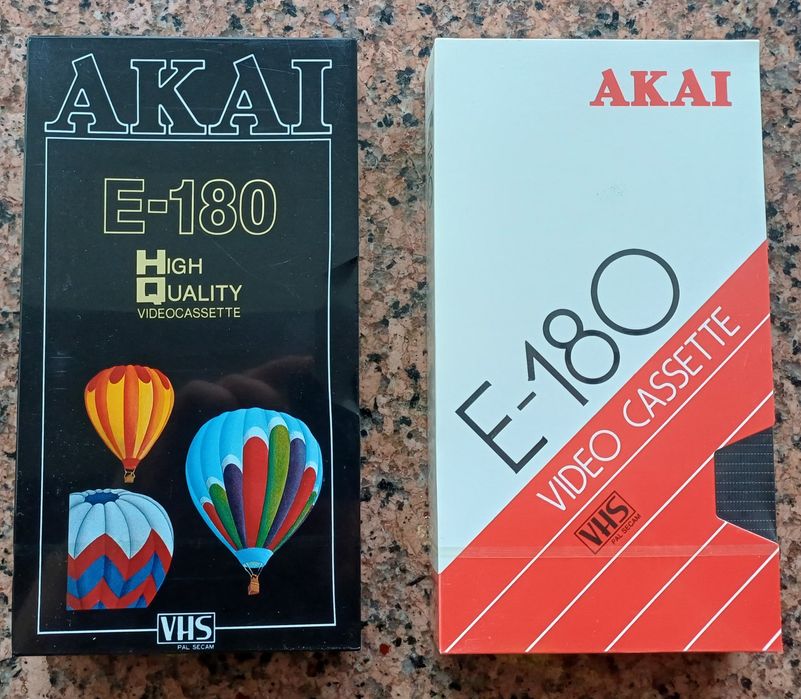 AKAI
E-180
HIGH
QUALITY
VIDEOCASSETTE
VHS
PAL SECAM
AKAI
E-180
VIDEO CASSETTE
VHS
PAL SECAM